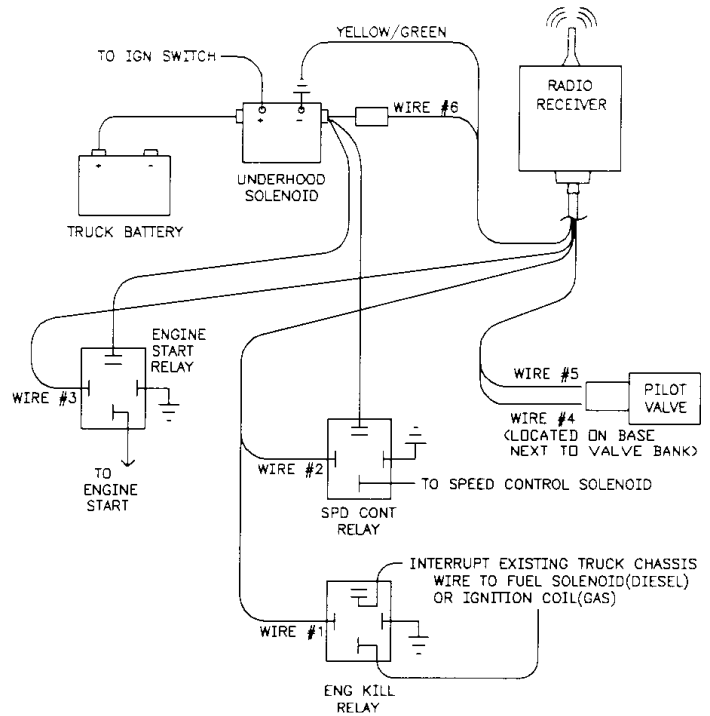 YELLOW/GREEN
TO IGN SWITCH
RADIO
RECEIVER
WIRE #6
+ -
+ -
UNDERHOOD
SOLENOID
TRUCK BATTERY
ENGINE
START
RELAY
WIRE #3
WIRE #5
PILOT
VALVE
WIRE #4
(LOCATED ON BASE
NEXT TO VALVE BANK)
TO
ENGINE
START
WIRE #2
TO SPEED CONTROL SOLENOID
SPD CONT
RELAY
INTERRUPT EXISTING TRUCK CHASSIS
WIRE TO FUEL SOLENOID(DIESEL)
OR IGNITION COIL(GAS)
WIRE #1
ENG KILL
RELAY